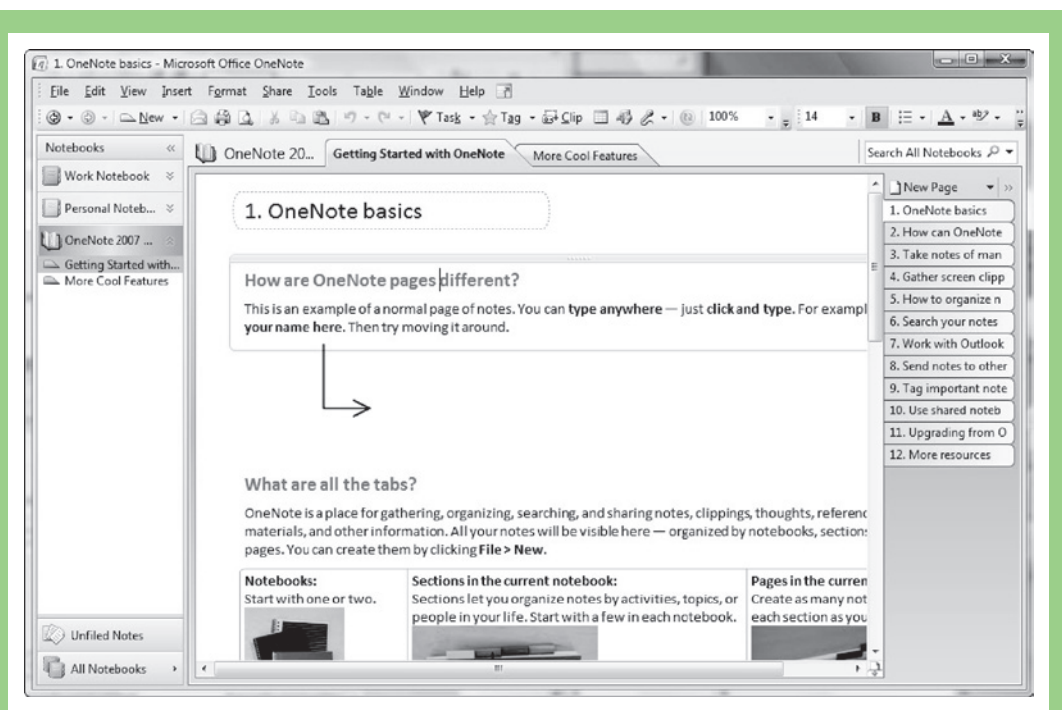 1. OneNote basics - Microsoft Office OneNote
File Edit View Insert Format Share Tools Table Window Help
New Task Tag Clip 100% 14 B A ab
Notebooks
OneNote 20... Getting Started with OneNote More Cool Features
Search All Notebooks
Work Notebook
Personal Noteb...
OneNote 2007 ...
Getting Started with...
More Cool Features
Unfiled Notes
All Notebooks
1. OneNote basics
How are OneNote pages different?
This is an example of a normal page of notes. You can type anywhere — just click and type. For exampl
your name here. Then try moving it around.
What are all the tabs?
OneNote is a place for gathering, organizing, searching, and sharing notes, clippings, thoughts, referenc
materials, and other information. All your notes will be visible here — organized by notebooks, section
pages. You can create them by clicking File > New.
Notebooks:
Start with one or two.
Sections in the current notebook:
Sections let you organize notes by activities, topics, or
people in your life. Start with a few in each notebook.
Pages in the curren
Create as many not
each section as you
New Page
1. OneNote basics
2. How can OneNote
3. Take notes of man
4. Gather screen clipp
5. How to organize n
6. Search your notes
7. Work with Outlook
8. Send notes to other
9. Tag important note
10. Use shared noteb
11. Upgrading from O
12. More resources